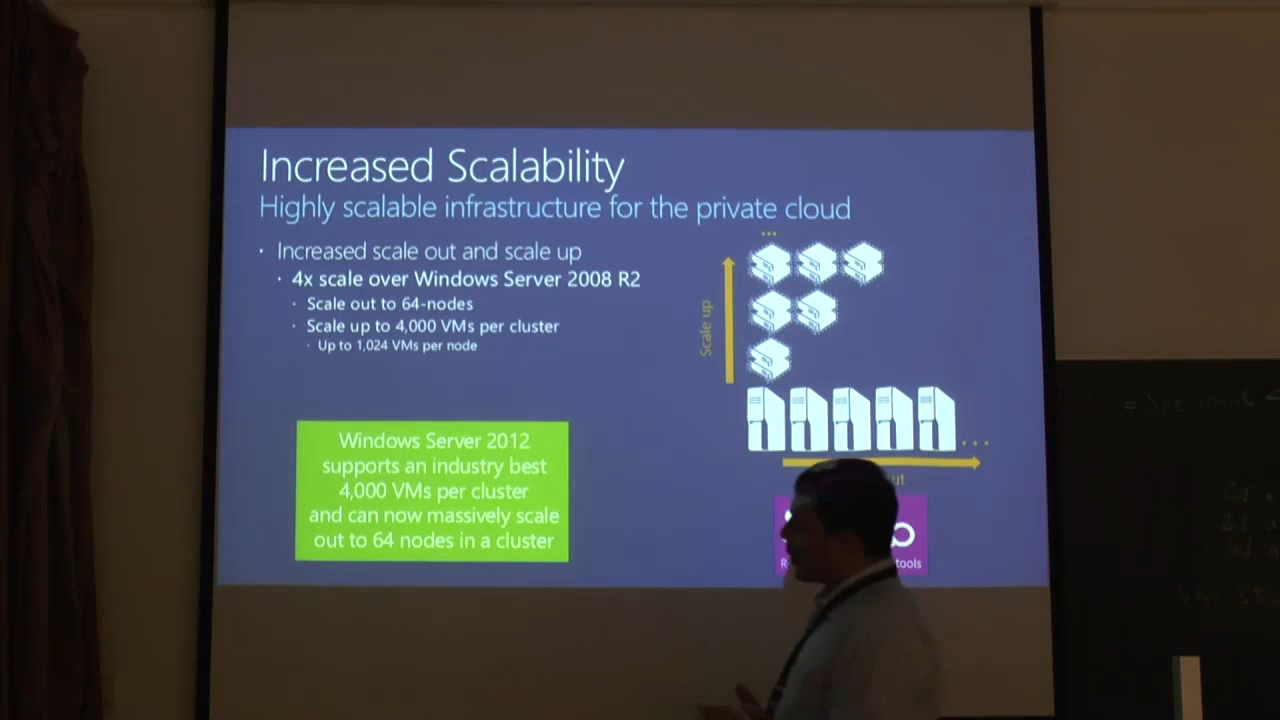 Increased Scalability
Highly scalable infrastructure for the private cloud
· Increased scale out and scale up
· 4x scale over Windows Server 2008 R2
· Scale out to 64-nodes
· Scale up to 4,000 VMs per cluster
· Up to 1,024 VMs per node
...
Scale up
...
Windows Server 2012
supports an industry best
4,000 VMs per cluster
and can now massively scale
out to 64 nodes in a cluster
tools